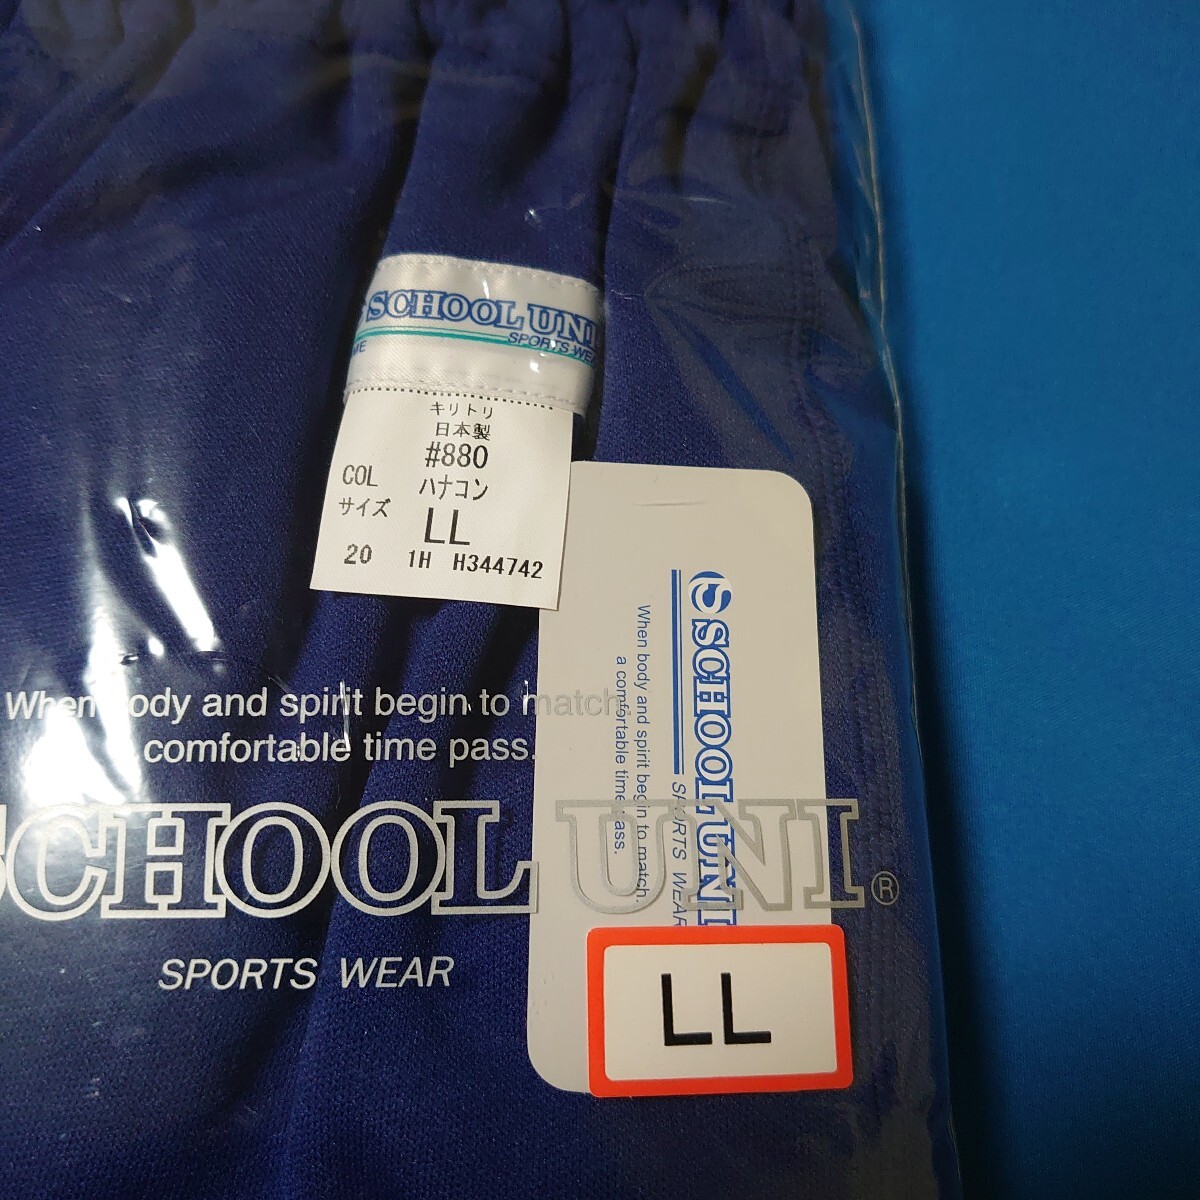 SCHOOL UNI
SPORTS WEA
キリトリ
日本製
#880
COL ハナコン
サイズ LL
20 1H H344742
When body and spirit begin to match.
a comfortable time pass.
SCHOOL UNI
SPORTS WEAR
When body and spirit begin to match.
comfortable time pass.
SCHOOL UNI®
SPORTS WEAR
LL